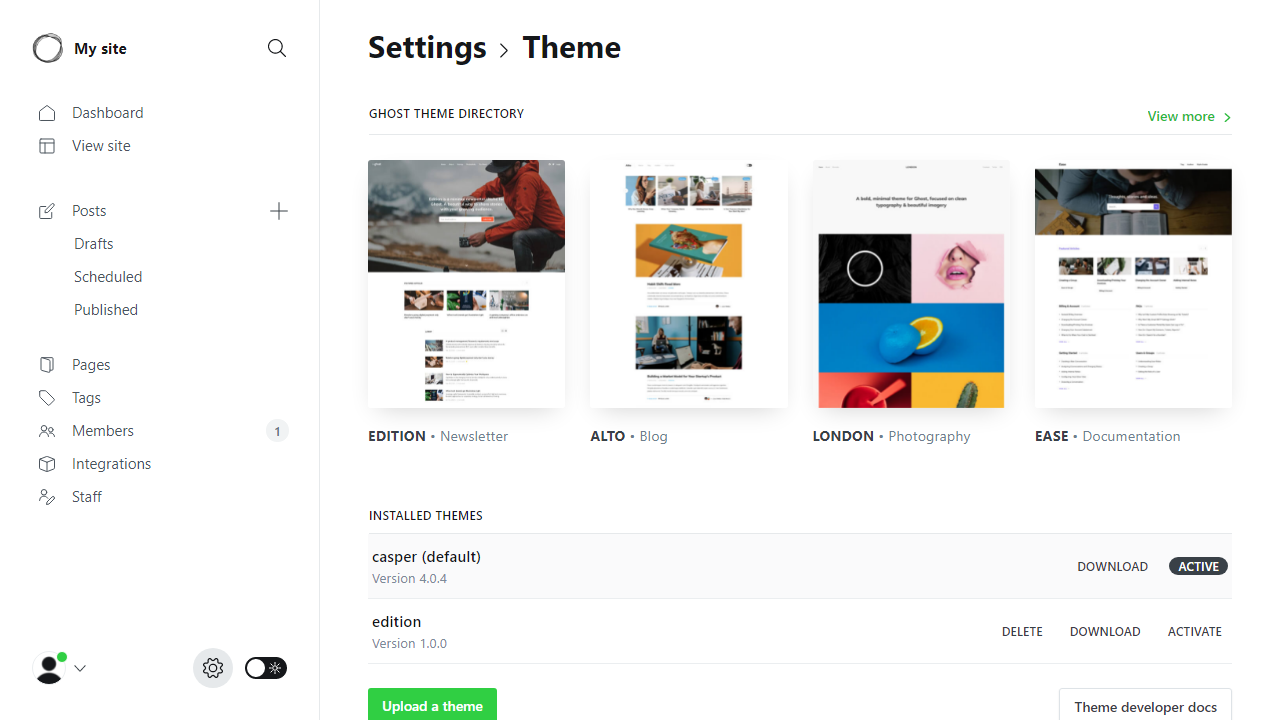 My site
Dashboard
View site
Posts
Drafts
Scheduled
Published
Pages
Tags
Members 1
Integrations
Staff
Settings > Theme
GHOST THEME DIRECTORY
View more >
A bold, minimal theme for Ghost, focused on clean
typography & beautiful imagery
EDITION • Newsletter
ALTO • Blog
LONDON • Photography
EASE • Documentation
INSTALLED THEMES
casper (default)
Version 4.0.4
DOWNLOAD ACTIVE
edition
Version 1.0.0
DELETE DOWNLOAD ACTIVATE
Upload a theme
Theme developer docs